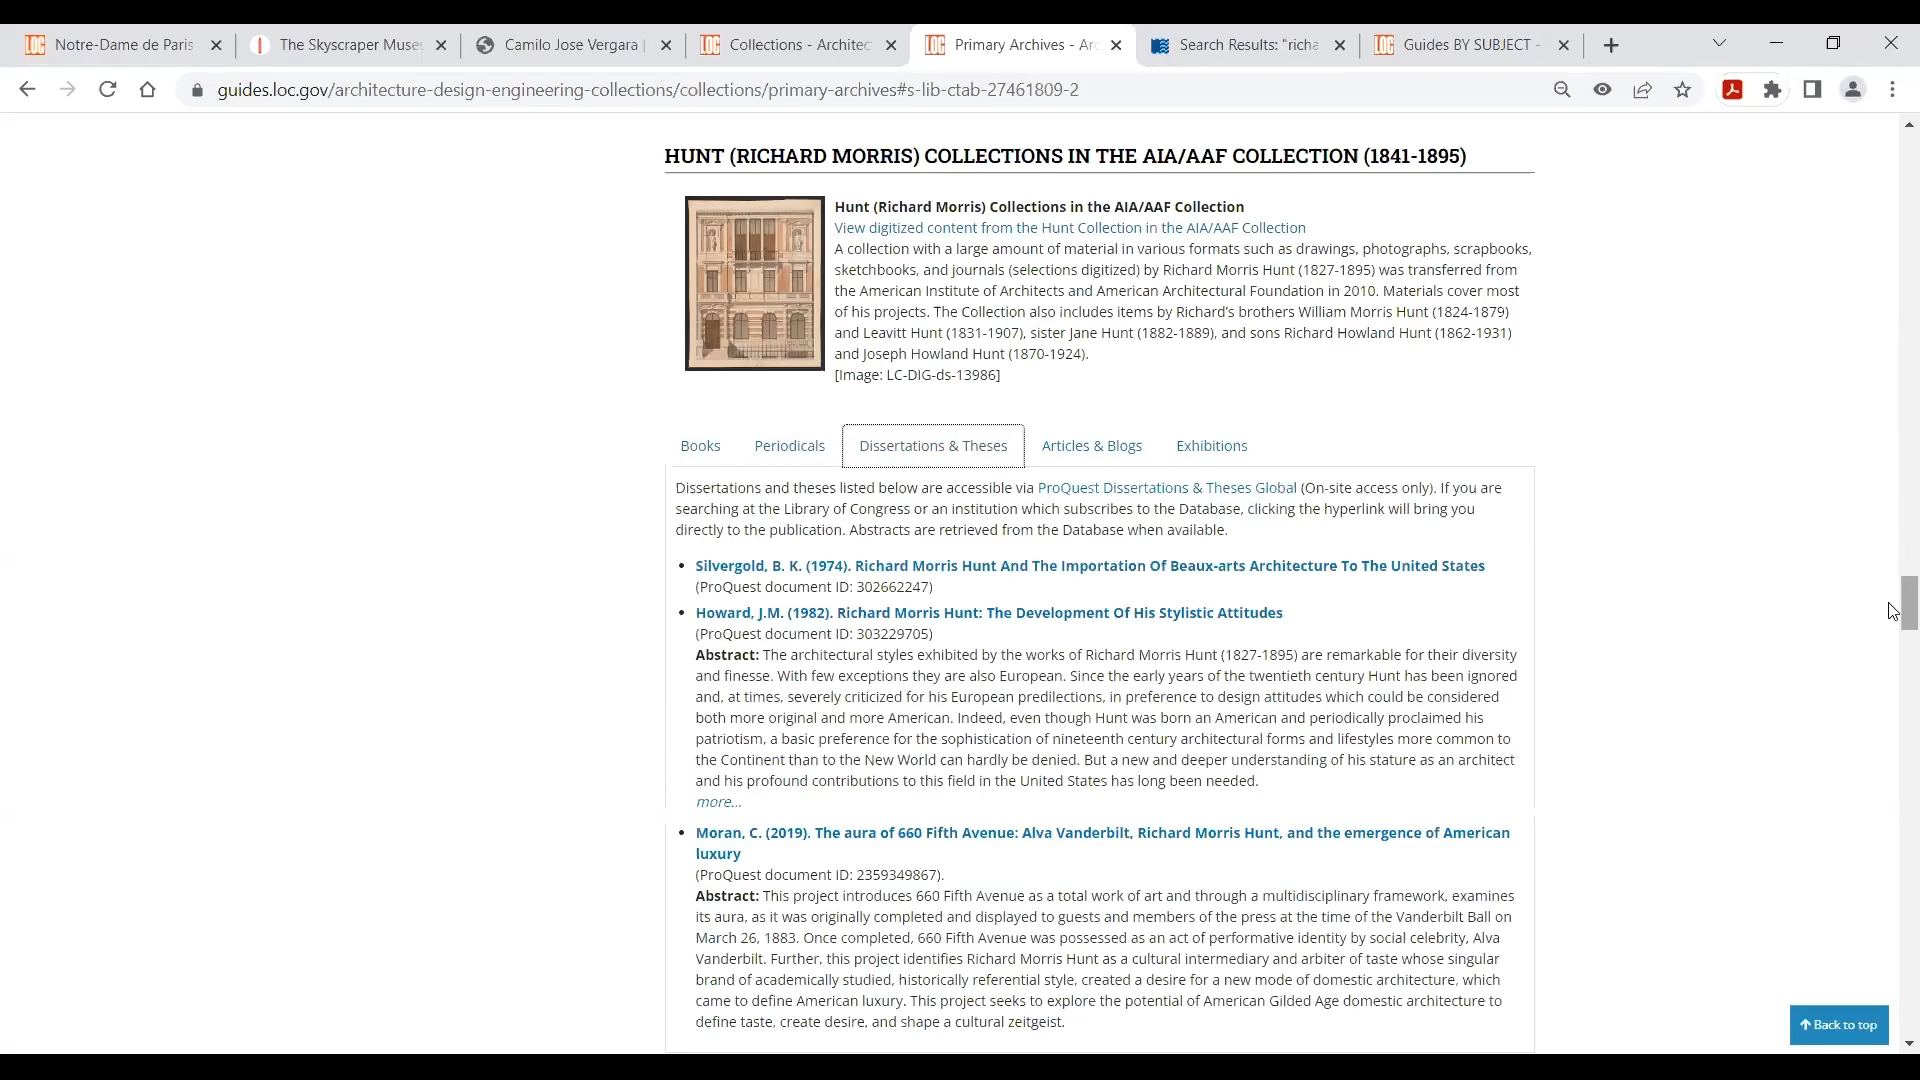 Notre-Dame de Paris
The Skyscraper Muse
Camilo Jose Vergara |
Collections - Architec
Primary Archives - Arc
Search Results: "richa
Guides BY SUBJECT -
guides.loc.gov/architecture-design-engineering-collections/collections/primary-archives#s-lib-ctab-27461809-2
HUNT (RICHARD MORRIS) COLLECTIONS IN THE AIA/AAF COLLECTION (1841-1895)
Hunt (Richard Morris) Collections in the AIA/AAF Collection
View digitized content from the Hunt Collection in the AIA/AAF Collection
A collection with a large amount of material in various formats such as drawings, photographs, scrapbooks,
sketchbooks, and journals (selections digitized) by Richard Morris Hunt (1827-1895) was transferred from
the American Institute of Architects and American Architectural Foundation in 2010. Materials cover most
of his projects. The Collection also includes items by Richard's brothers William Morris Hunt (1824-1879)
and Leavitt Hunt (1831-1907), sister Jane Hunt (1882-1889), and sons Richard Howland Hunt (1862-1931)
and Joseph Howland Hunt (1870-1924).
[Image: LC-DIG-ds-13986]
Books Periodicals Dissertations & Theses Articles & Blogs Exhibitions
Dissertations and theses listed below are accessible via ProQuest Dissertations & Theses Global (On-site access only). If you are
searching at the Library of Congress or an institution which subscribes to the Database, clicking the hyperlink will bring you
directly to the publication. Abstracts are retrieved from the Database when available.
• Silvergold, B. K. (1974). Richard Morris Hunt And The Importation Of Beaux-arts Architecture To The United States
(ProQuest document ID: 302662247)
• Howard, J.M. (1982). Richard Morris Hunt: The Development Of His Stylistic Attitudes
(ProQuest document ID: 303229705)
Abstract: The architectural styles exhibited by the works of Richard Morris Hunt (1827-1895) are remarkable for their diversity
and finesse. With few exceptions they are also European. Since the early years of the twentieth century Hunt has been ignored
and, at times, severely criticized for his European predilections, in preference to design attitudes which could be considered
both more original and more American. Indeed, even though Hunt was born an American and periodically proclaimed his
patriotism, a basic preference for the sophistication of nineteenth century architectural forms and lifestyles more common to
the Continent than to the New World can hardly be denied. But a new and deeper understanding of his stature as an architect
and his profound contributions to this field in the United States has long been needed.
more...
• Moran, C. (2019). The aura of 660 Fifth Avenue: Alva Vanderbilt, Richard Morris Hunt, and the emergence of American
luxury
(ProQuest document ID: 2359349867).
Abstract: This project introduces 660 Fifth Avenue as a total work of art and through a multidisciplinary framework, examines
its aura, as it was originally completed and displayed to guests and members of the press at the time of the Vanderbilt Ball on
March 26, 1883. Once completed, 660 Fifth Avenue was possessed as an act of performative identity by social celebrity, Alva
Vanderbilt. Further, this project identifies Richard Morris Hunt as a cultural intermediary and arbiter of taste whose singular
brand of academically studied, historically referential style, created a desire for a new mode of domestic architecture, which
came to define American luxury. This project seeks to explore the potential of American Gilded Age domestic architecture to
define taste, create desire, and shape a cultural zeitgeist.
Back to top